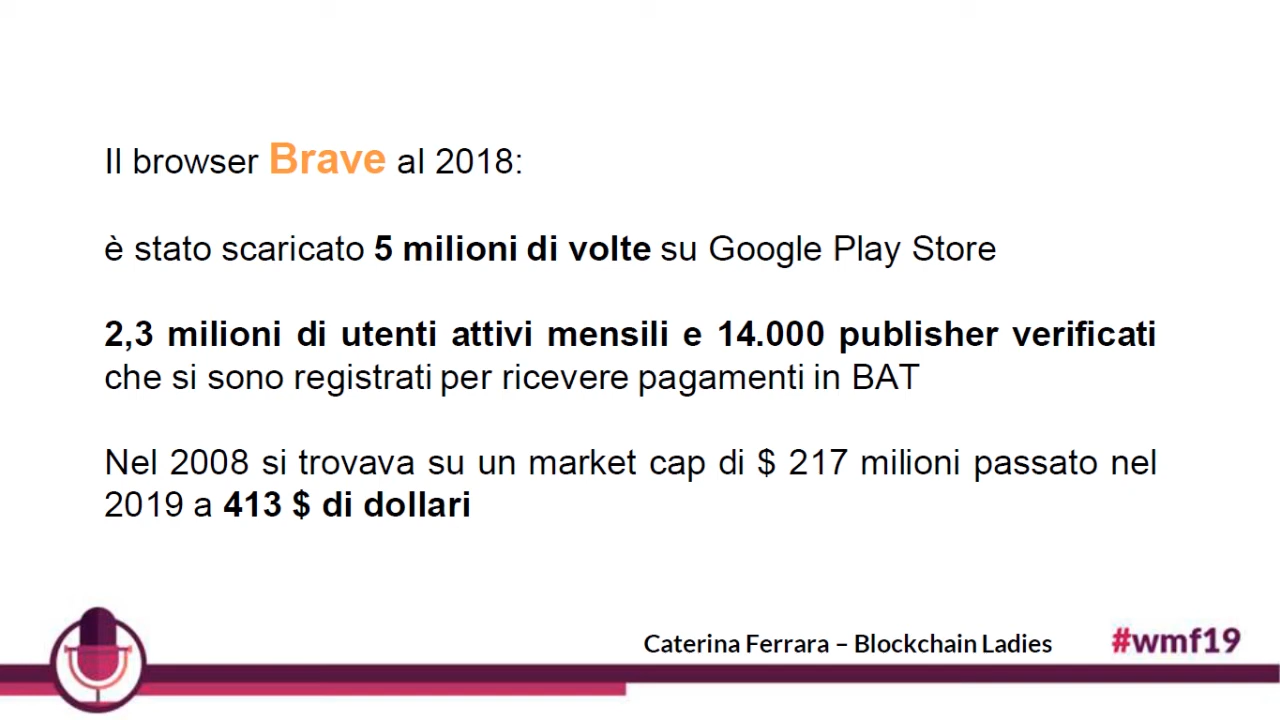 Il browser Brave al 2018:
è stato scaricato 5 milioni di volte su Google Play Store
2,3 milioni di utenti attivi mensili e 14.000 publisher verificati
che si sono registrati per ricevere pagamenti in BAT
Nel 2008 si trovava su un market cap di $ 217 milioni passato nel
2019 a 413 $ di dollari
Caterina Ferrara – Blockchain Ladies
#wmf19